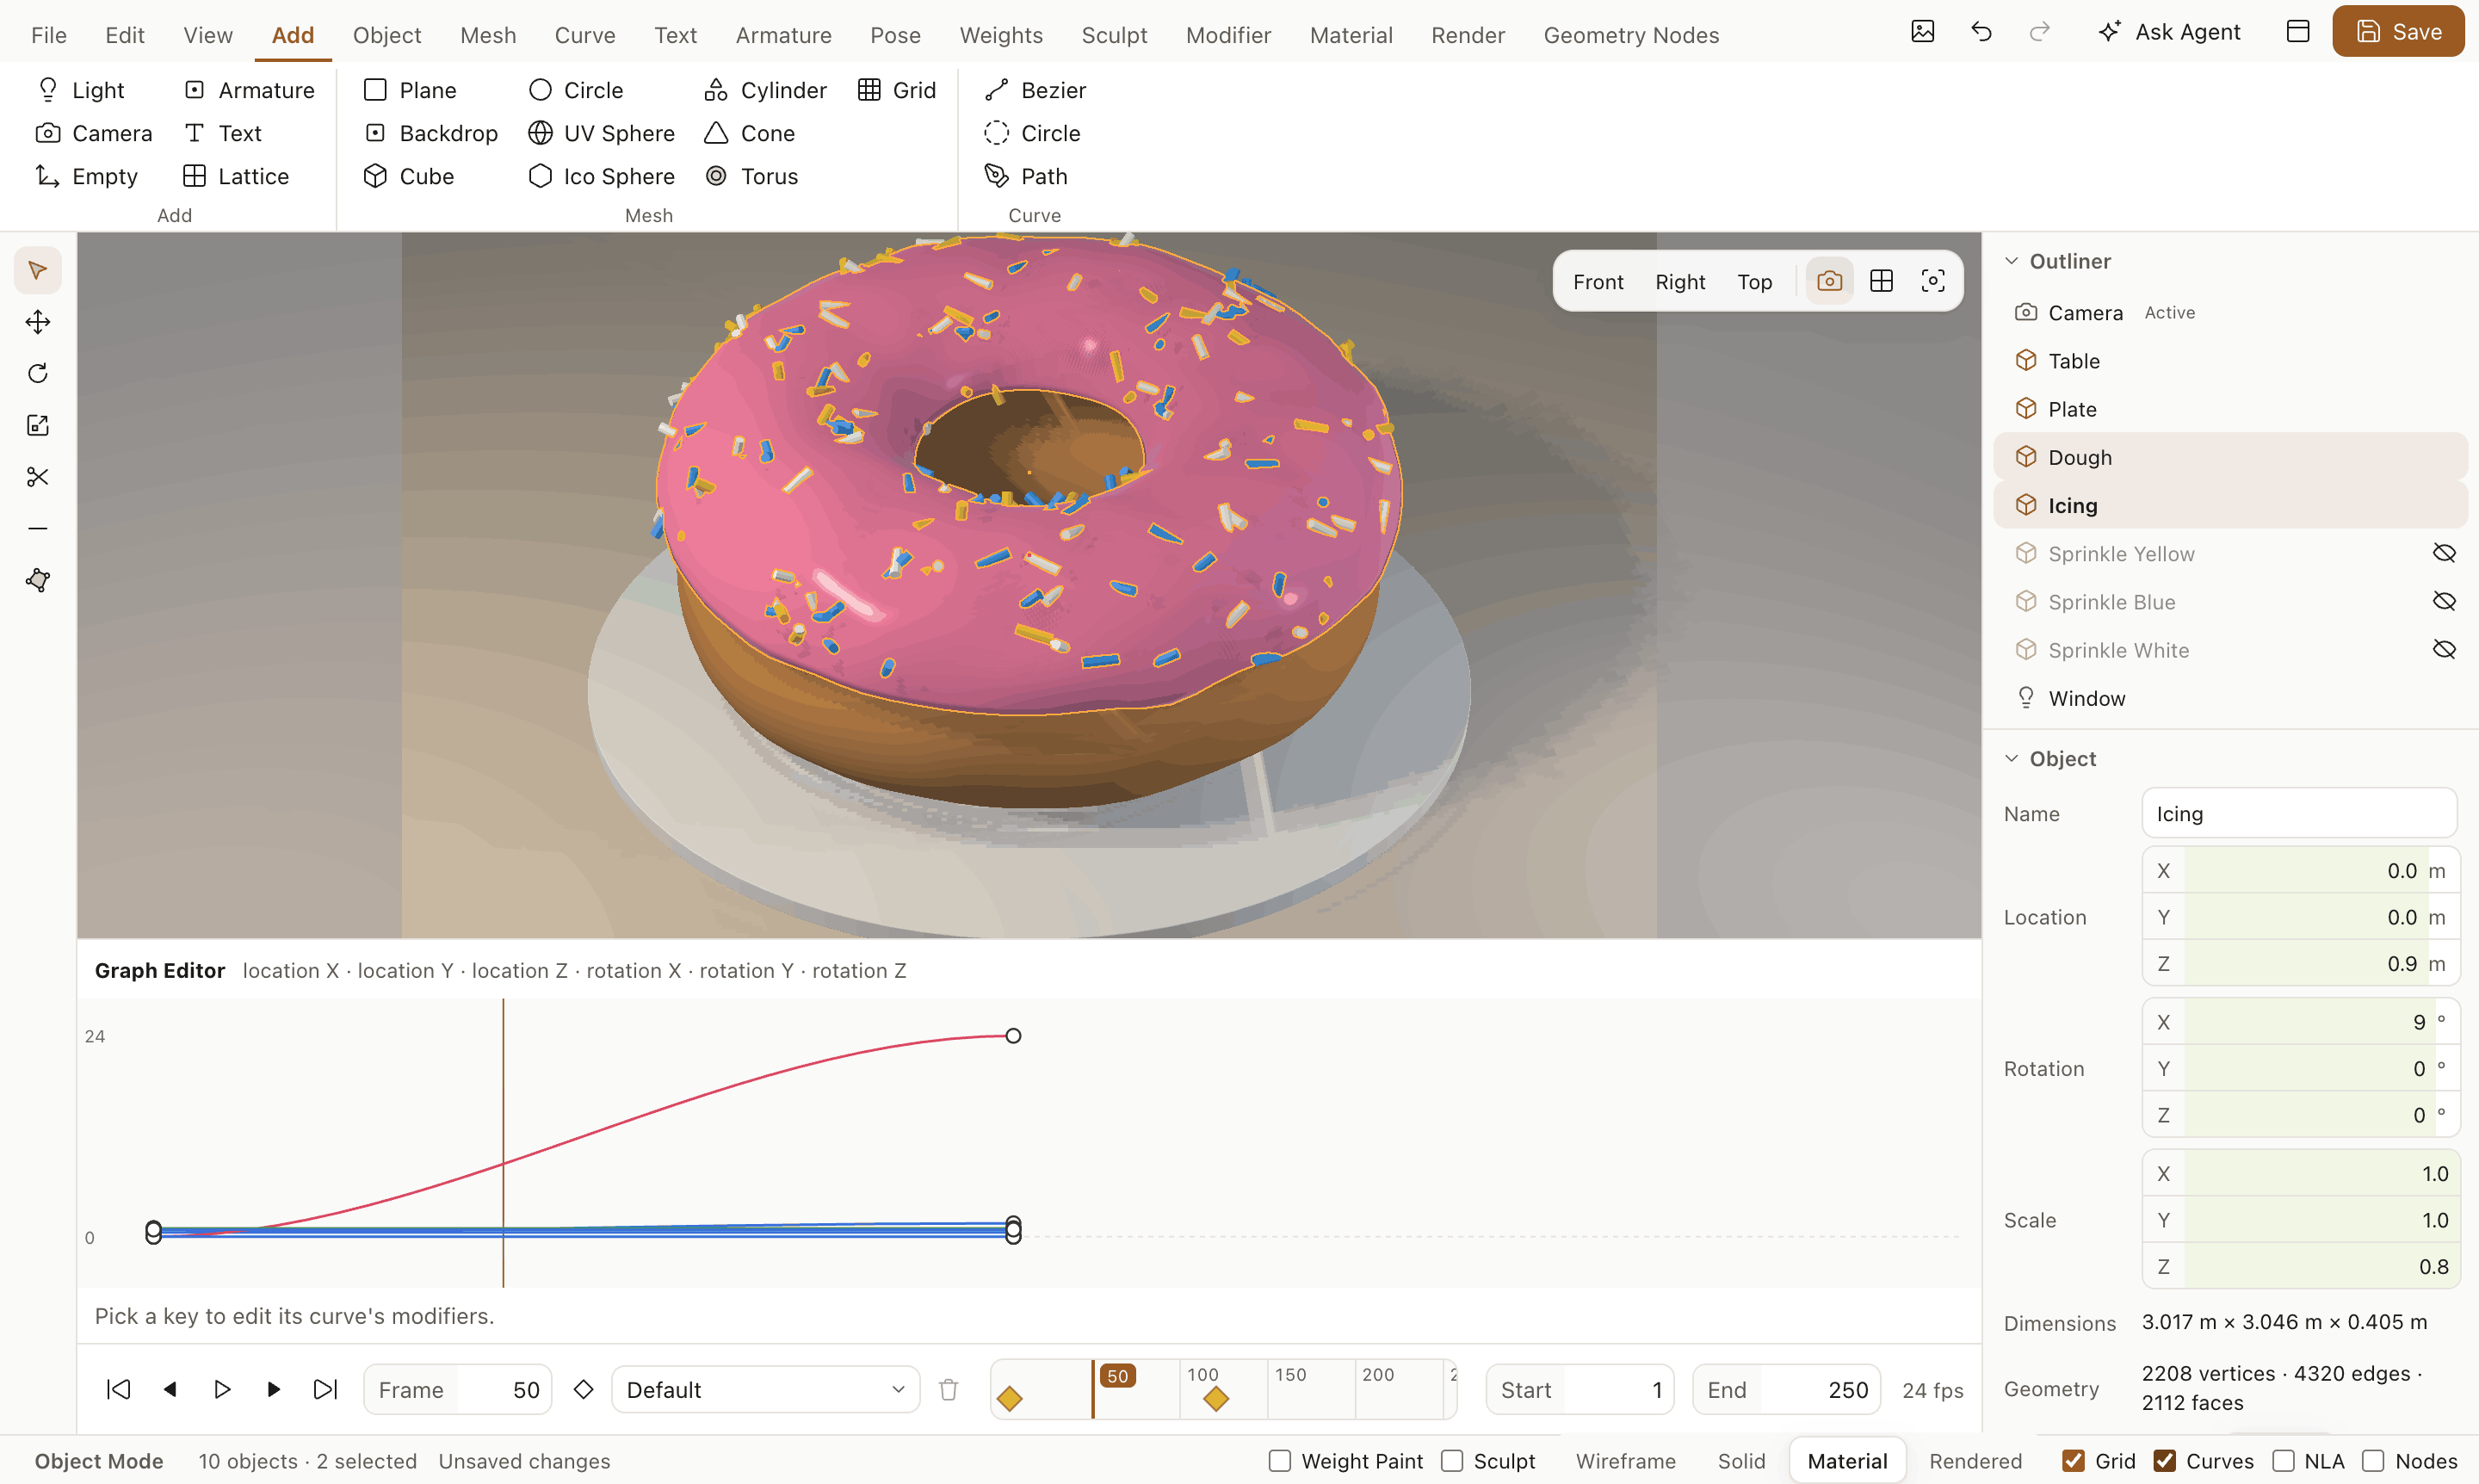 File Edit View Add Object Mesh Curve Text Armature Pose Weights Sculpt Modifier Material Render Geometry Nodes Ask Agent Save
Light Armature Plane Circle Cylinder Grid Bezier
Camera Text Backdrop UV Sphere Cone Circle
Empty Lattice Cube Ico Sphere Torus Path
Add Mesh Curve
Front Right Top
Outliner
Camera Active
Table
Plate
Dough
Icing
Sprinkle Yellow
Sprinkle Blue
Sprinkle White
Window
Object
Name Icing
Location
X 0.0 m
Y 0.0 m
Z 0.9 m
Rotation
X 9 °
Y 0 °
Z 0 °
Scale
X 1.0
Y 1.0
Z 0.8
Dimensions 3.017 m × 3.046 m × 0.405 m
Geometry 2208 vertices · 4320 edges ·
2112 faces
Graph Editor location X · location Y · location Z · rotation X · rotation Y · rotation Z
24
0
Pick a key to edit its curve's modifiers.
Frame 50 Default 50 100 150 200 Start 1 End 250 24 fps
Object Mode 10 objects · 2 selected Unsaved changes Weight Paint Sculpt Wireframe Solid Material Rendered Grid Curves NLA Nodes